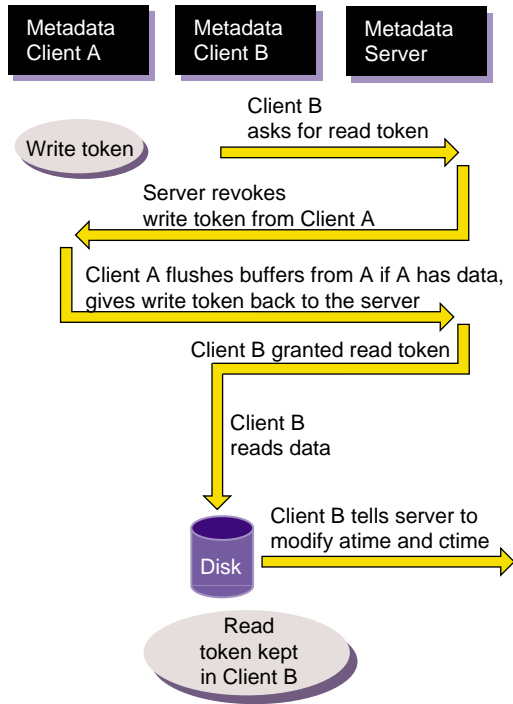 Metadata
Client A
Metadata
Client B
Metadata
Server
Client B
asks for read token
Write token
Server revokes
write token from Client A
Client A flushes buffers from A if A has data,
gives write token back to the server
Client B granted read token
Client B
reads data
Client B tells server to
modify atime and ctime
Disk
Read
token kept
in Client B